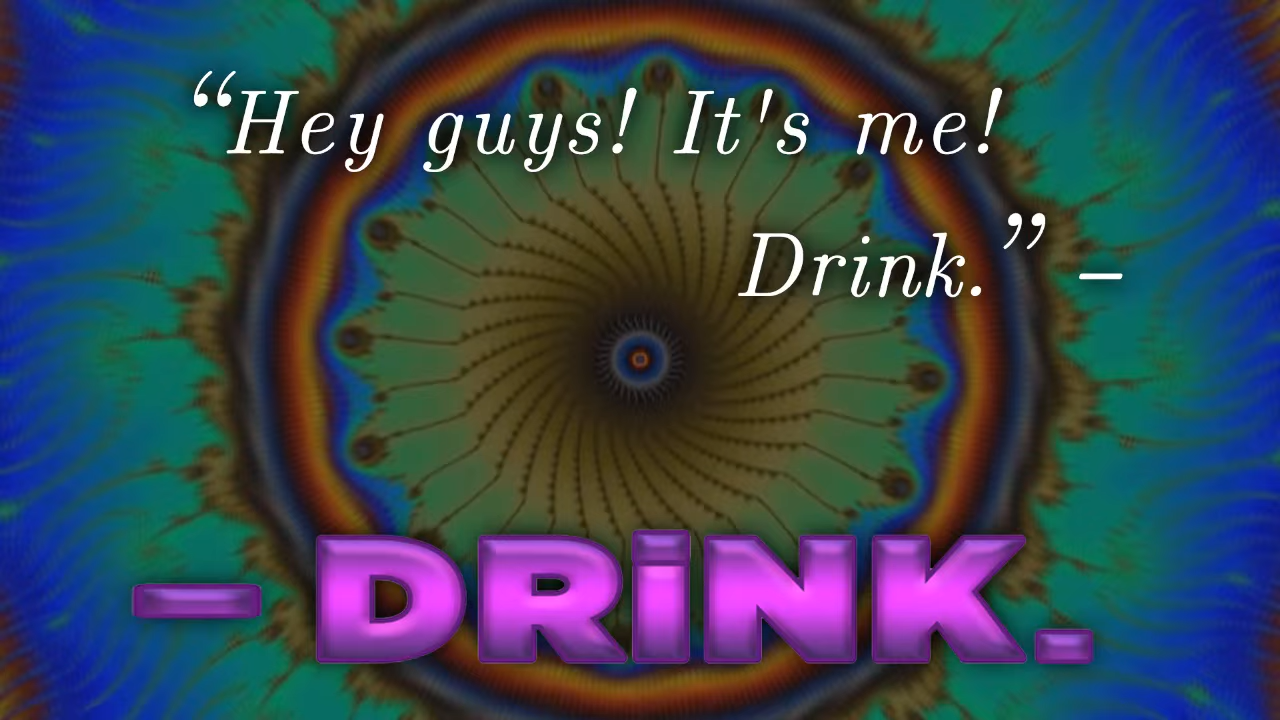 “Hey guys! It's me!
Drink.” –
– DRiNK.